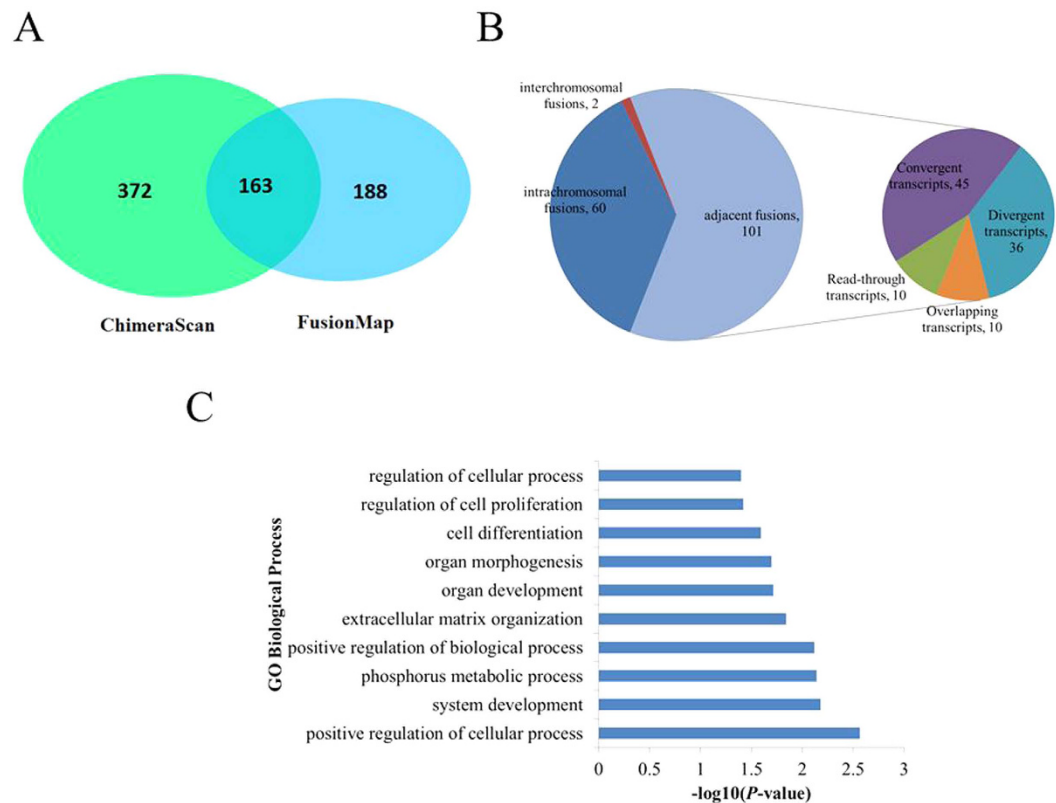 A
372
163
188
ChimeraScan
FusionMap
B
interchromosomal
fusions, 2
intrachromosomal
fusions, 60
adjacent fusions,
101
Convergent
transcripts, 45
Divergent
transcripts,
36
Read-through
transcripts, 10
Overlapping
transcripts, 10
C
GO Biological Process
regulation of cellular process
regulation of cell proliferation
cell differentiation
organ morphogenesis
organ development
extracellular matrix organization
positive regulation of biological process
phosphorus metabolic process
system development
positive regulation of cellular process
0 0.5 1 1.5 2 2.5 3
-log10(P-value)